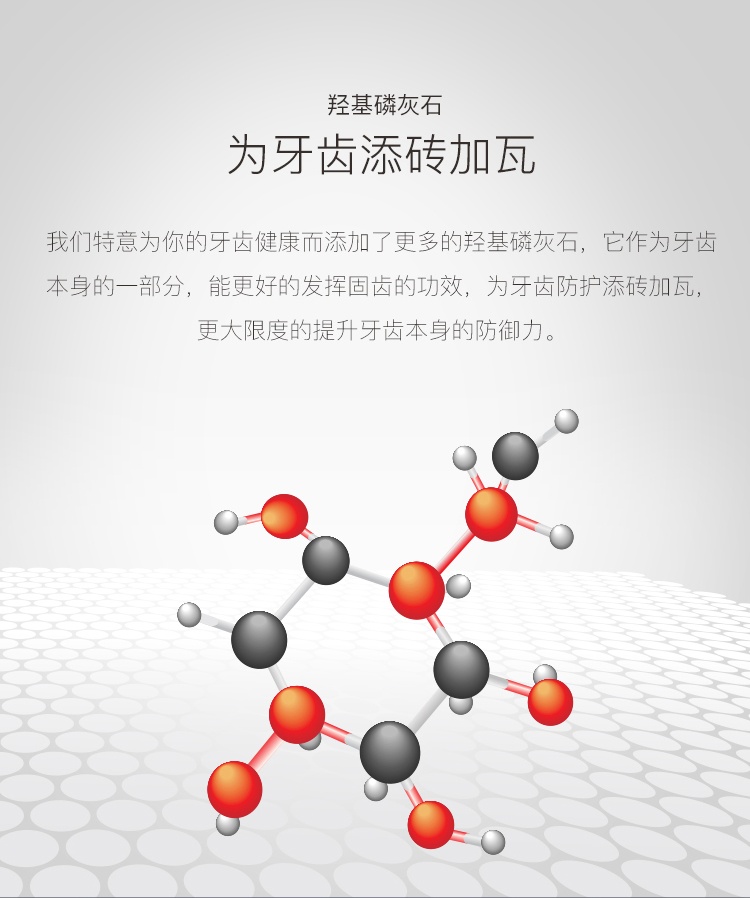 羟基磷灰石
为牙齿添砖加瓦
我们特意为你的牙齿健康而添加了更多的羟基磷灰石，它作为牙齿
本身的一部分，能更好的发挥固齿的功效，为牙齿防护添砖加瓦，
更大限度的提升牙齿本身的防御力。